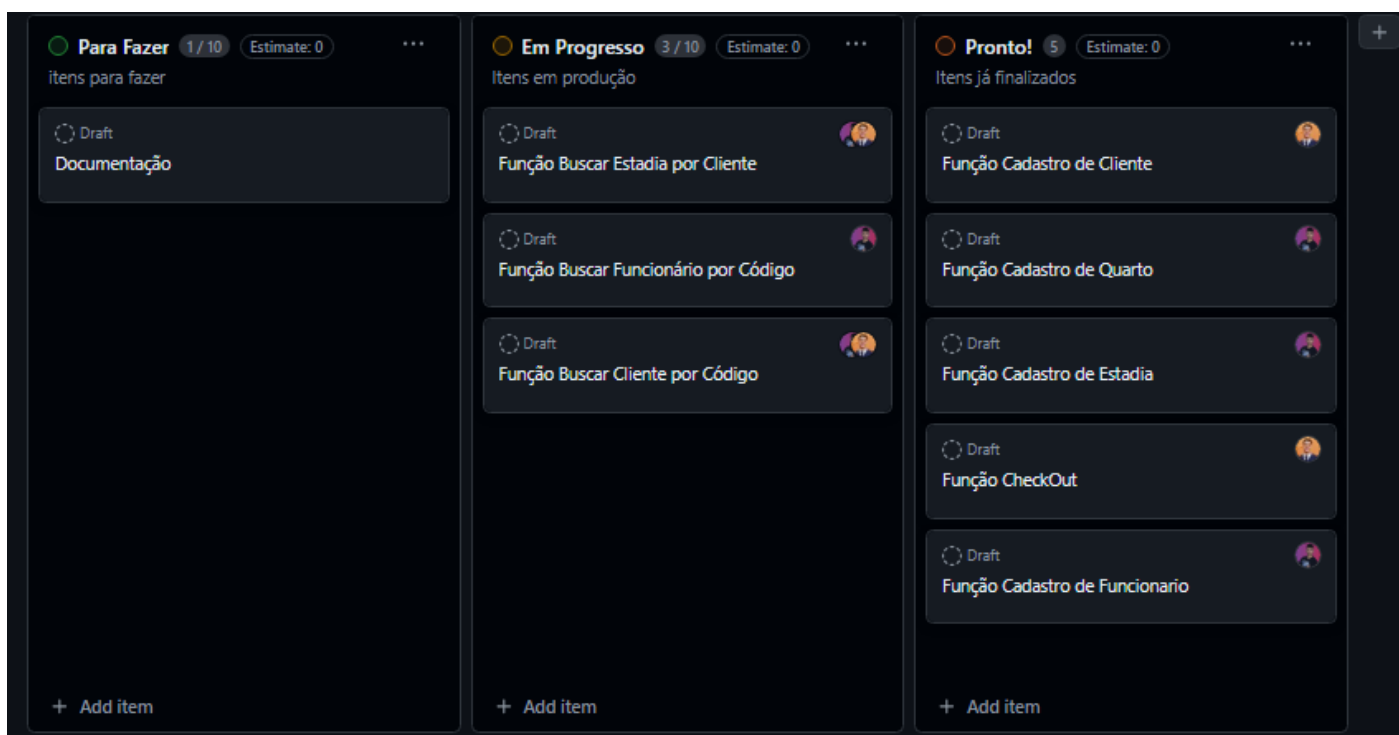 Para Fazer 1 / 10 Estimate: 0
itens para fazer
Draft
Documentação
+ Add item
Em Progresso 3 / 10 Estimate: 0
Itens em produção
Draft
Função Buscar Estadia por Cliente
Draft
Função Buscar Funcionário por Código
Draft
Função Buscar Cliente por Código
+ Add item
Pronto! 5 Estimate: 0
Itens já finalizados
Draft
Função Cadastro de Cliente
Draft
Função Cadastro de Quarto
Draft
Função Cadastro de Estadia
Draft
Função CheckOut
Draft
Função Cadastro de Funcionario
+ Add item